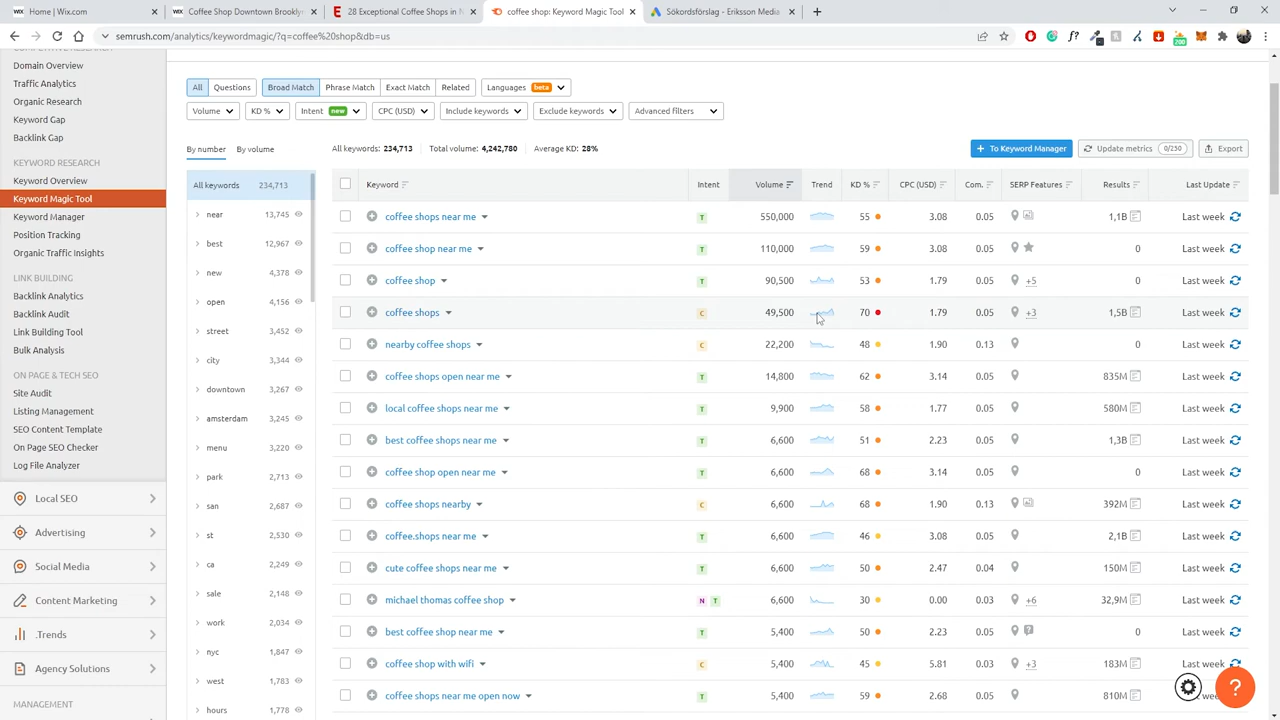 Home | Wix.com
Coffee Shop Downtown Brooklyn
28 Exceptional Coffee Shops in N
coffee shop: Keyword Magic Tool
Sökordsförslag - Eriksson Media
semrush.com/analytics/keywordmagic/?q=coffee%20shop&db=us
200
Domain Overview
Traffic Analytics
Organic Research
Keyword Gap
Backlink Gap
KEYWORD RESEARCH
Keyword Overview
Keyword Magic Tool
Keyword Manager
Position Tracking
Organic Traffic Insights
LINK BUILDING
Backlink Analytics
Backlink Audit
Link Building Tool
Bulk Analysis
ON PAGE & TECH SEO
Site Audit
Listing Management
SEO Content Template
On Page SEO Checker
Log File Analyzer
Local SEO
Advertising
Social Media
Content Marketing
.Trends
Agency Solutions
MANAGEMENT
All Questions Broad Match Phrase Match Exact Match Related Languages beta
Volume KD % Intent new CPC (USD) Include keywords Exclude keywords Advanced filters
By number By volume
All keywords: 234,713 Total volume: 4,242,780 Average KD: 28%
+ To Keyword Manager Update metrics 0/250 Export
All keywords 234,713
near 13,745
best 12,967
new 4,378
open 4,156
street 3,452
city 3,344
downtown 3,267
amsterdam 3,245
menu 3,220
park 2,713
san 2,687
st 2,530
ca 2,249
sale 2,148
work 2,034
nyc 1,847
west 1,783
hours 1,778
Keyword Intent Volume Trend KD % CPC (USD) Com. SERP Features Results Last Update
coffee shops near me T 550,000 55 3.08 0.05 1,1B Last week
coffee shop near me T 110,000 59 3.08 0.05 0 Last week
coffee shop T 90,500 53 1.79 0.05 +5 0 Last week
coffee shops C 49,500 70 1.79 0.05 +3 1,5B Last week
nearby coffee shops C 22,200 48 1.90 0.13 0 Last week
coffee shops open near me T 14,800 62 3.14 0.05 835M Last week
local coffee shops near me T 9,900 58 1.77 0.05 580M Last week
best coffee shops near me T 6,600 51 2.23 0.05 1,3B Last week
coffee shop open near me T 6,600 68 3.14 0.05 0 Last week
coffee shops nearby C 6,600 68 1.90 0.13 392M Last week
coffee.shops near me T 6,600 46 3.08 0.05 2,1B Last week
cute coffee shops near me T 6,600 50 2.47 0.04 150M Last week
michael thomas coffee shop N T 6,600 30 0.00 0.03 +6 32,9M Last week
best coffee shop near me T 5,400 50 2.23 0.05 0 Last week
coffee shop with wifi C 5,400 45 5.81 0.03 +3 183M Last week
coffee shops near me open now T 5,400 59 2.68 0.05 810M Last week